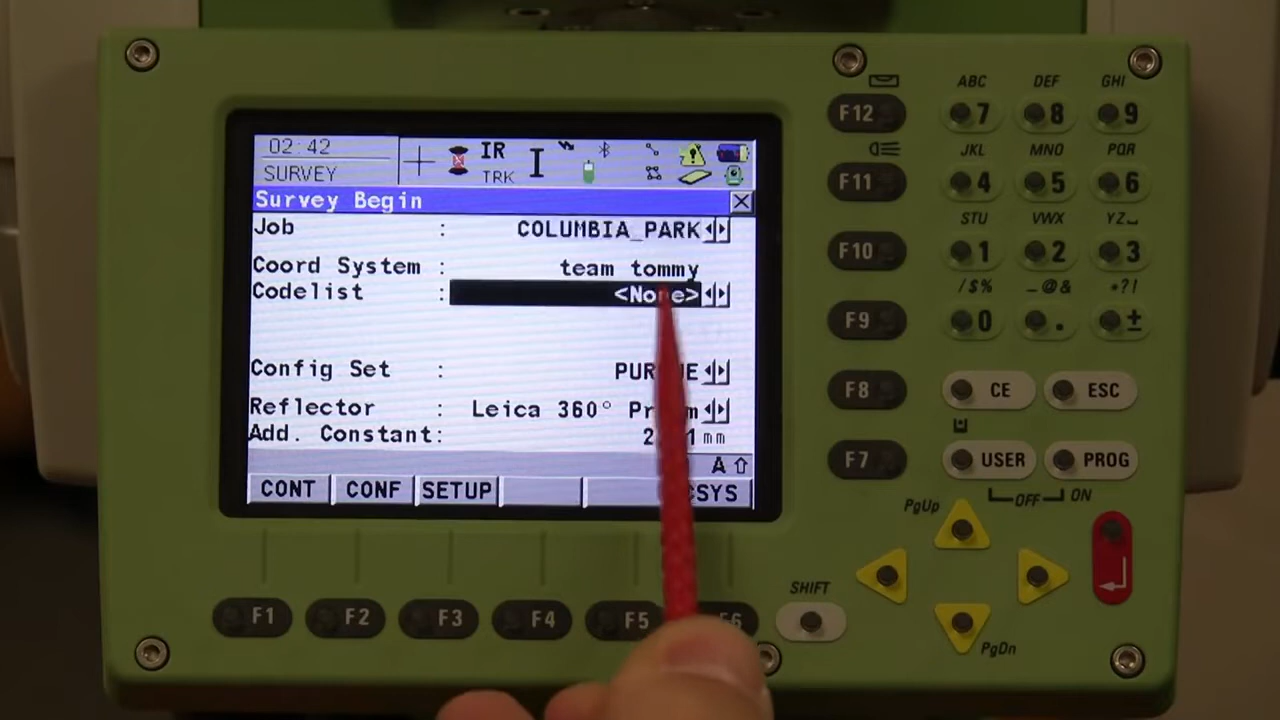 02:42
SURVEY
IR
TRK
I
Survey Begin
Job : COLUMBIA_PARK
Coord System : team tommy
Codelist : <None>
Config Set :
Reflector : Leica 360°
Add. Constant: mm
A
CONT CONF SETUP
F1 F2 F3 F4 F5 F6
F12
F11
F10
F9
F8
F7
ABC DEF GHI
7 8 9
JKL MNO PQR
4 5 6
STU VWX YZ
1 2 3
/$% _@& *?!
0 . ±
CE ESC
USER PROG
OFF ON
PgUp
SHIFT
PgDn